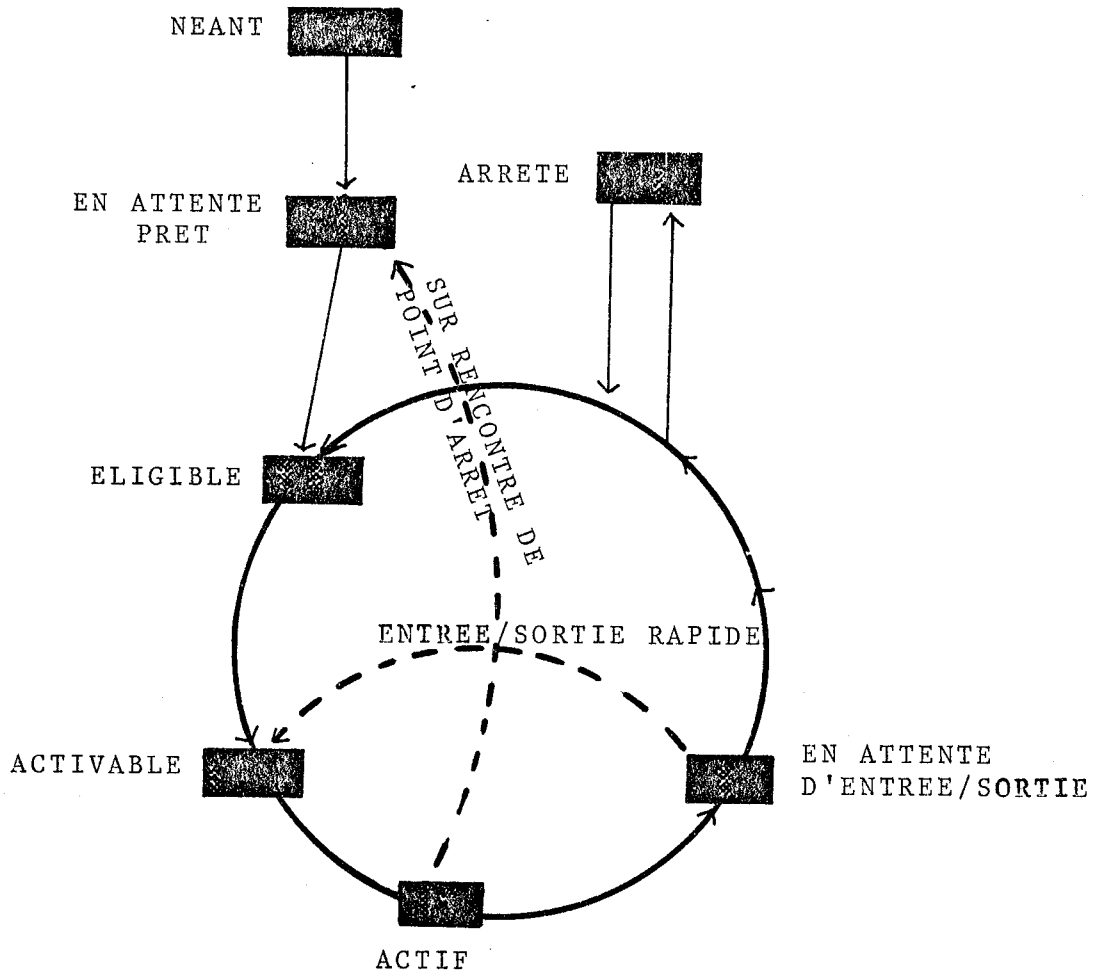 NEANT
ARRETE
EN ATTENTE
PRET
SUR RENCONTRE DE
POINT D'ARRET
ELIGIBLE
ENTREE/SORTIE RAPIDE
ACTIVABLE
EN ATTENTE
D'ENTREE/SORTIE
ACTIF